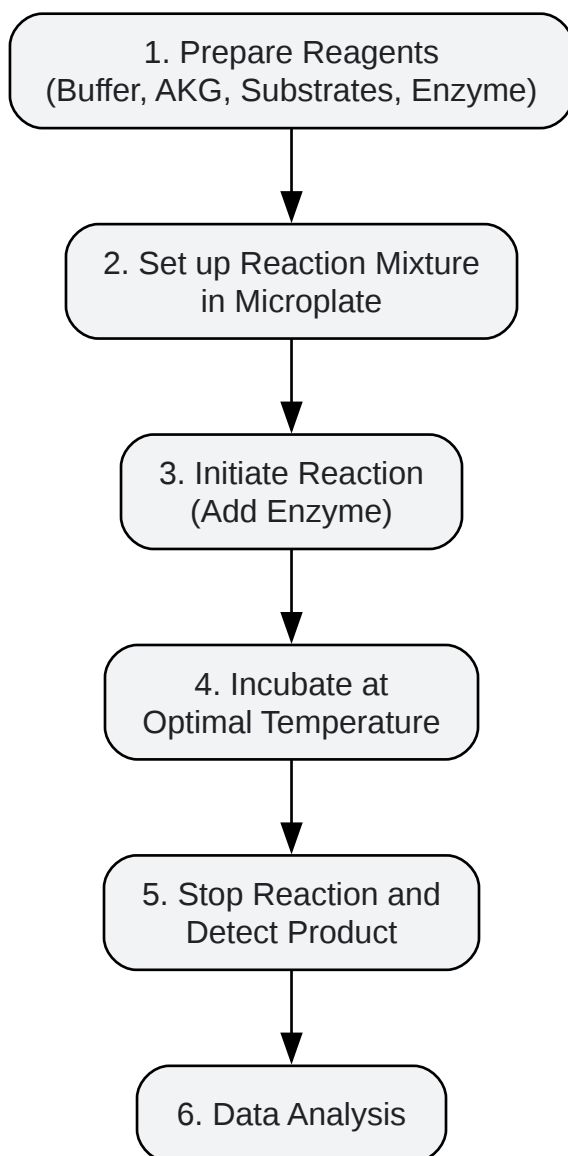 1. Prepare Reagents
(Buffer, AKG, Substrates, Enzyme)
2. Set up Reaction Mixture
in Microplate
3. Initiate Reaction
(Add Enzyme)
4. Incubate at
Optimal Temperature
5. Stop Reaction and
Detect Product
6. Data Analysis